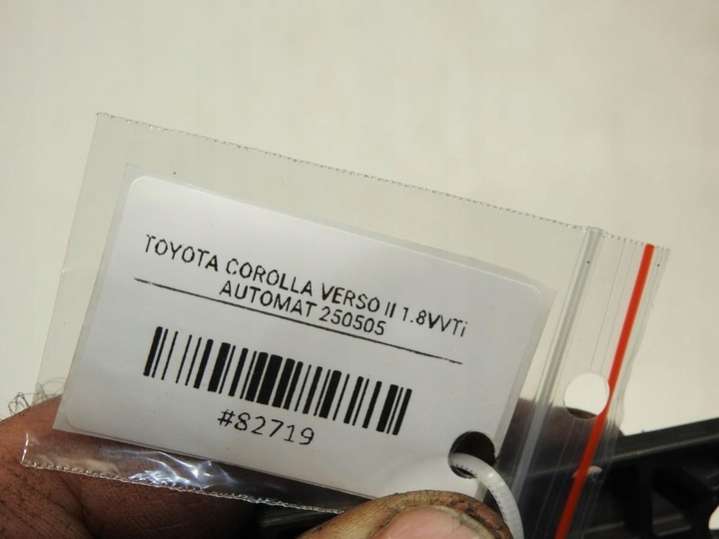 TOYOTA COROLLA VERSO II 1.8VVTi
AUTOMAT 250505
#82719